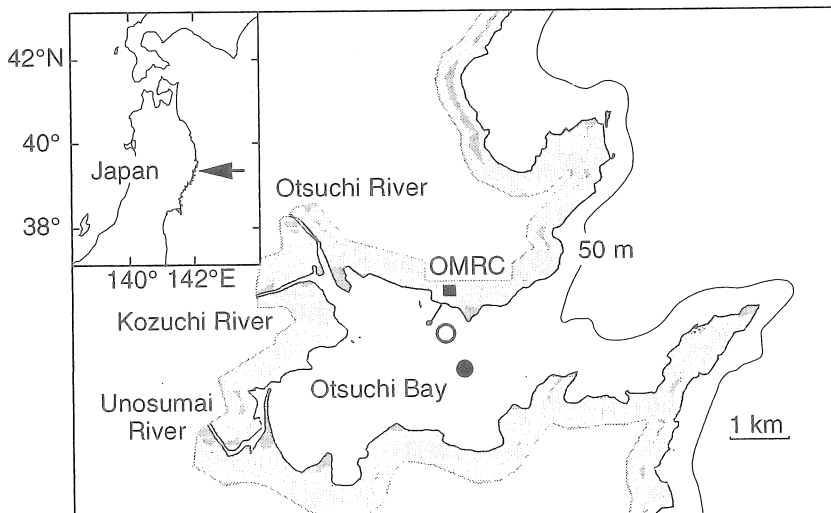 42°N
40°
Japan
38°
140° 142°E
Otsuchi River
OMRC
50 m
Kozuchi River
Otsuchi Bay
Unosumai
River
1 km